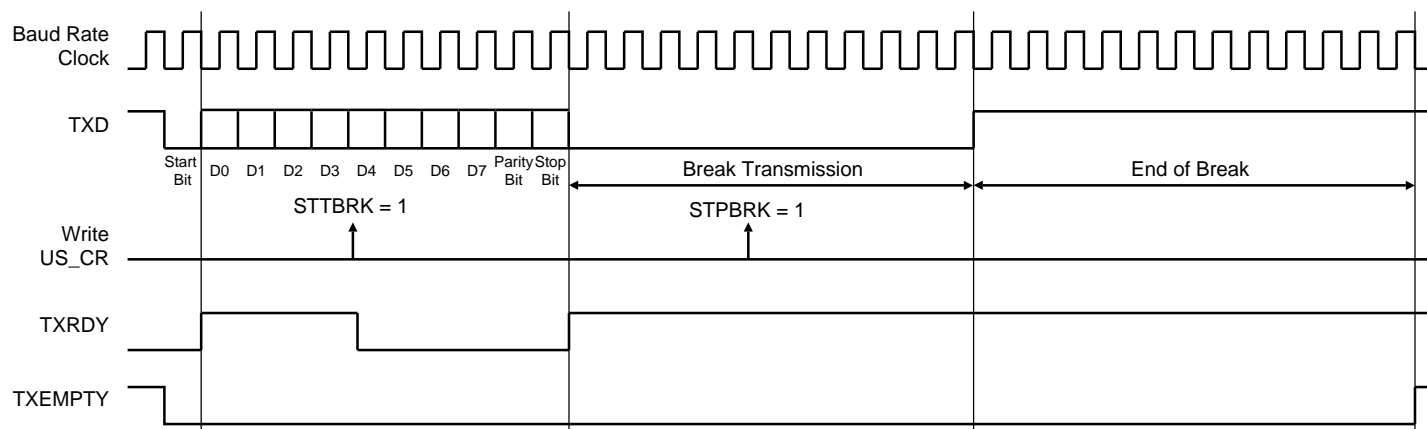 Baud Rate
Clock
TXD
Start
Bit
D0
D1
D2
D3
D4
D5
D6
D7
Parity
Bit
Stop
Bit
Break Transmission
End of Break
STTBRK = 1
STPBRK = 1
Write
US_CR
TXRDY
TXEMPTY